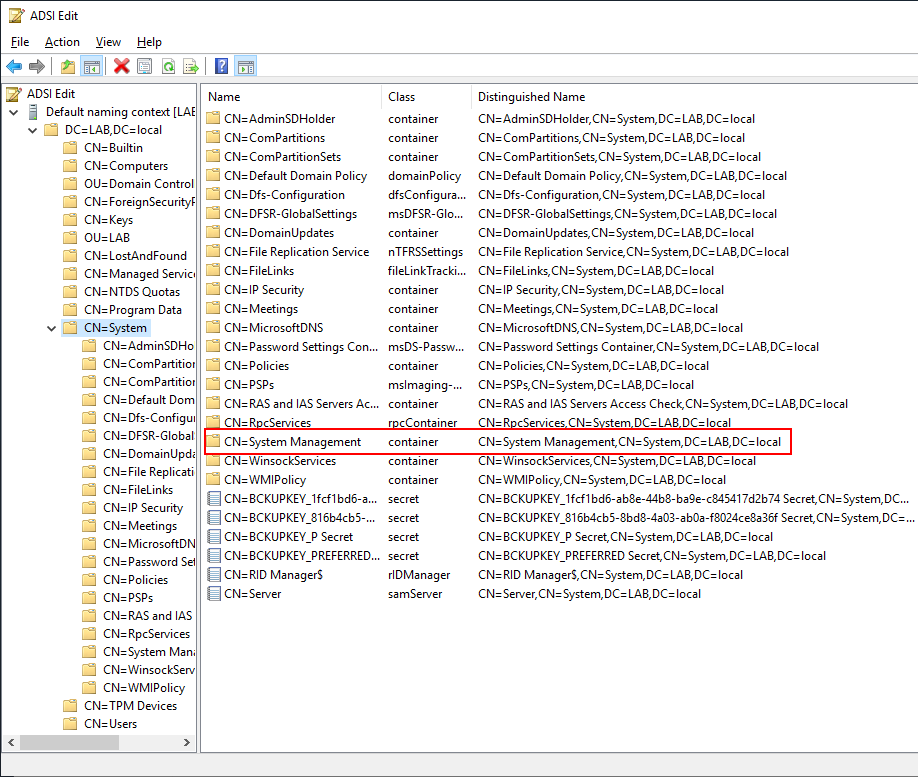 ADSI Edit
File Action View Help
ADSI Edit
Default naming context [LAB
DC=LAB,DC=local
CN=Builtin
CN=Computers
OU=Domain Control
CN=ForeignSecurityP
CN=Keys
OU=LAB
CN=LostAndFound
CN=Managed Service
CN=NTDS Quotas
CN=Program Data
CN=System
CN=AdminSDHo
CN=ComPartition
CN=ComPartition
CN=Default Dom
CN=Dfs-Configur
CN=DFSR-Global
CN=DomainUpda
CN=File Replicati
CN=FileLinks
CN=IP Security
CN=Meetings
CN=MicrosoftDN
CN=Password Set
CN=Policies
CN=PSPs
CN=RAS and IAS
CN=RpcServices
CN=System Mana
CN=WinsockServ
CN=WMIPolicy
CN=TPM Devices
CN=Users
Name Class Distinguished Name
CN=AdminSDHolder container CN=AdminSDHolder,CN=System,DC=LAB,DC=local
CN=ComPartitions container CN=ComPartitions,CN=System,DC=LAB,DC=local
CN=ComPartitionSets container CN=ComPartitionSets,CN=System,DC=LAB,DC=local
CN=Default Domain Policy domainPolicy CN=Default Domain Policy,CN=System,DC=LAB,DC=local
CN=Dfs-Configuration dfsConfigura... CN=Dfs-Configuration,CN=System,DC=LAB,DC=local
CN=DFSR-GlobalSettings msDFSR-Glo... CN=DFSR-GlobalSettings,CN=System,DC=LAB,DC=local
CN=DomainUpdates container CN=DomainUpdates,CN=System,DC=LAB,DC=local
CN=File Replication Service nTFRSSettings CN=File Replication Service,CN=System,DC=LAB,DC=local
CN=FileLinks fileLinkTracki... CN=FileLinks,CN=System,DC=LAB,DC=local
CN=IP Security container CN=IP Security,CN=System,DC=LAB,DC=local
CN=Meetings container CN=Meetings,CN=System,DC=LAB,DC=local
CN=MicrosoftDNS container CN=MicrosoftDNS,CN=System,DC=LAB,DC=local
CN=Password Settings Con... msDS-Passw... CN=Password Settings Container,CN=System,DC=LAB,DC=local
CN=Policies container CN=Policies,CN=System,DC=LAB,DC=local
CN=PSPs msImaging-... CN=PSPs,CN=System,DC=LAB,DC=local
CN=RAS and IAS Servers Ac... container CN=RAS and IAS Servers Access Check,CN=System,DC=LAB,DC=local
CN=RpcServices rpcContainer CN=RpcServices,CN=System,DC=LAB,DC=local
CN=System Management container CN=System Management,CN=System,DC=LAB,DC=local
CN=WinsockServices container CN=WinsockServices,CN=System,DC=LAB,DC=local
CN=WMIPolicy container CN=WMIPolicy,CN=System,DC=LAB,DC=local
CN=BCKUPKEY_1fcf1bd6-a... secret CN=BCKUPKEY_1fcf1bd6-ab8e-44b8-ba9e-c845417d2b74 Secret,CN=System,DC...
CN=BCKUPKEY_816b4cb5-... secret CN=BCKUPKEY_816b4cb5-8bd8-4a03-ab0a-f8024ce8a36f Secret,CN=System,DC=...
CN=BCKUPKEY_P Secret secret CN=BCKUPKEY_P Secret,CN=System,DC=LAB,DC=local
CN=BCKUPKEY_PREFERRED... secret CN=BCKUPKEY_PREFERRED Secret,CN=System,DC=LAB,DC=local
CN=RID Manager$ rIDManager CN=RID Manager$,CN=System,DC=LAB,DC=local
CN=Server samServer CN=Server,CN=System,DC=LAB,DC=local